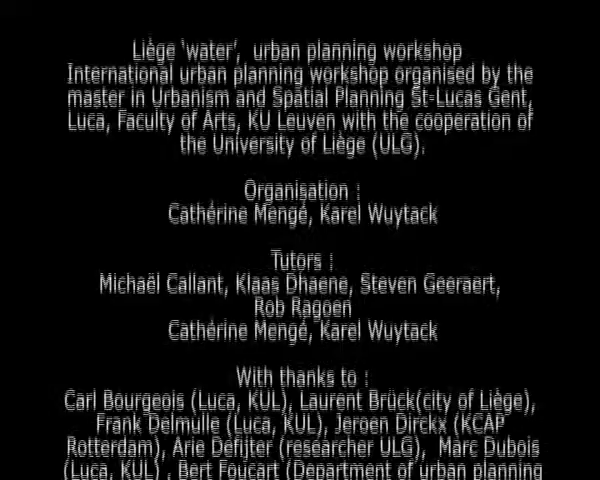 Liège 'water',  urban planning workshop
International urban planning workshop organised by the
master in Urbanism and Spatial Planning St-Lucas Gent,
Luca, Faculty of Arts, KU Leuven with the cooperation of
the University of Liège (ULG).
Organisation :
Cathérine Mengé, Karel Wuytack
Tutors :
Michaël Callant, Klaas Dhaene, Steven Geeraert,
Rob Ragoen
Cathérine Mengé, Karel Wuytack
With thanks to :
Carl Bourgeois (Luca, KUL), Laurent Brück(city of Liège),
Frank Delmulle (Luca, KUL), Jeroen Dirckx (KCAP
Rotterdam), Arie Defijter (researcher ULG),  Marc Dubois
(Luca, KUL) , Bert Foucart (Department of urban planning